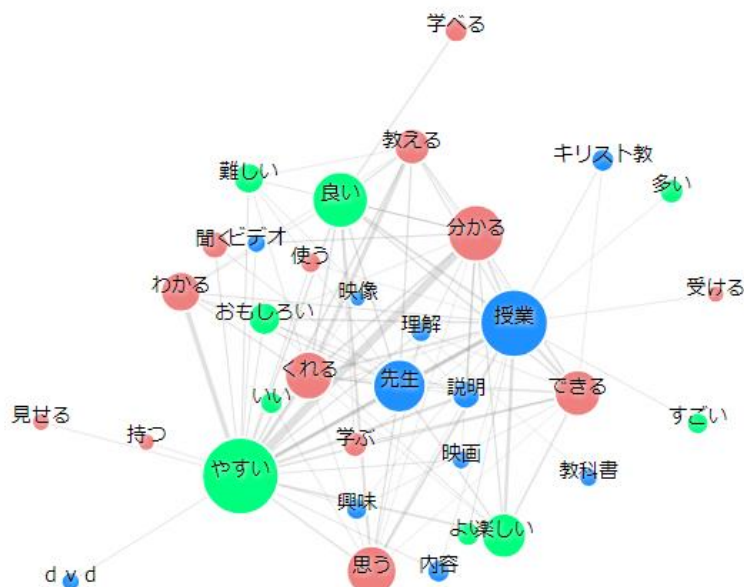 学べる
教える
キリスト教
難しい
多い
良い
分かる
聞く
ビデオ
使う
わかる
映像
受ける
おもしろい
理解
授業
くれる
先生
説明
できる
いい
見せる
持つ
学ぶ
すごい
やすい
映画
教科書
興味
よい
楽しい
思う
内容
ｄｖｄ